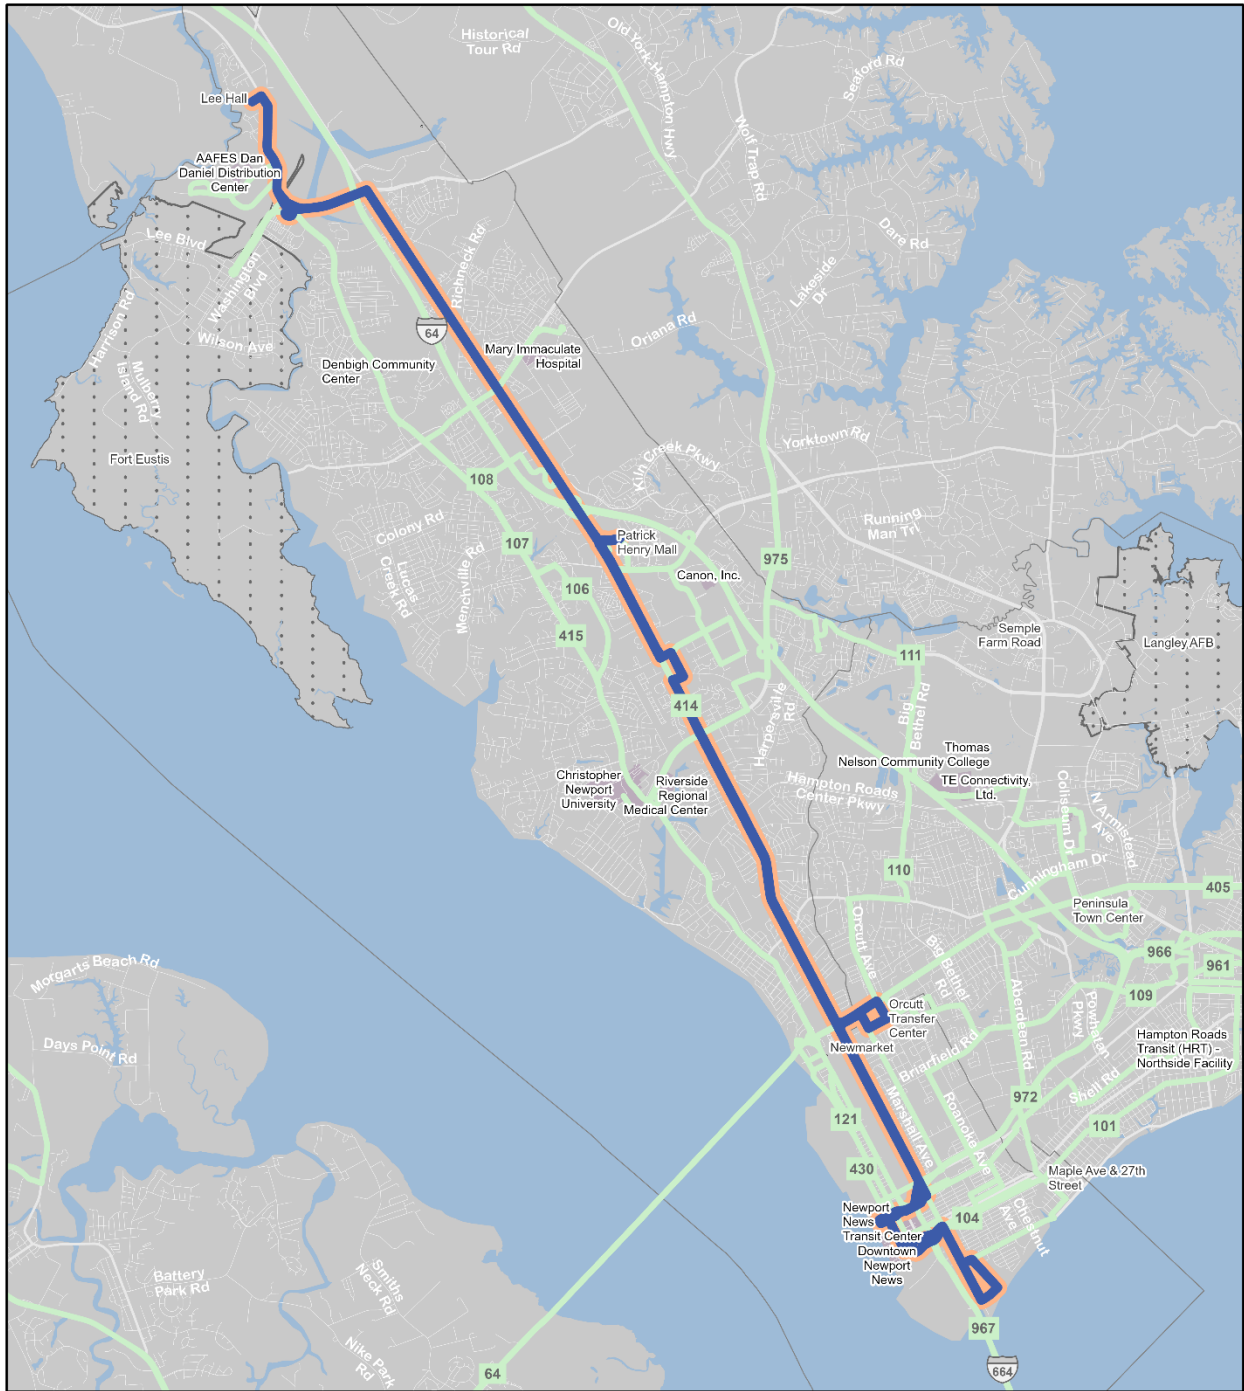 Historical
Tour Rd
Old York-Hampton Hwy
Seaford Rd
Lee Hall
Wolf Trap Rd
AAFES Dan
Daniel Distribution
Center
Dare Rd
Lee Blvd
Richneck Rd
Washington
Blvd
Lakeside
Dr
Harrison Rd
64
Oriana Rd
Wilson Ave
Mary Immaculate
Hospital
Denbigh Community
Center
Mulberry
Island Rd
Yorktown Rd
Fort Eustis
Kiln Creek Pkwy
108
Running
Man Trl
Colony Rd
107
Patrick
Henry Mall
975
Lucas
Creek Rd
Menchville Rd
106
Canon, Inc.
415
Semple
Farm Road
Langley AFB
111
414
Big
Bethel Rd
Harpersville
Rd
Thomas
Nelson Community College
Christopher
Newport
University
Riverside
Regional
Medical Center
Hampton Roads
Center Pkwy
TE Connectivity,
Ltd.
Coliseum Dr
N Armistead
Ave
110
Cunningham Dr
405
Peninsula
Town Center
Orcutt Ave
Big Bethel
Rd
966
961
Morgarts Beach Rd
109
Orcutt
Transfer
Center
Aberdeen Rd
Powhatan
Pkwy
Days Point Rd
Newmarket
Hampton Roads
Transit (HRT) -
Northside Facility
Briarfield Rd
Shell Rd
972
Marshall Ave
Roanoke Ave
121
101
430
Maple Ave & 27th
Street
Newport
News
Transit Center
104
Chestnut
Ave
Downtown
Newport
News
Battery
Park Rd
Smiths
Neck Rd
967
Nike Park
Rd
64
664